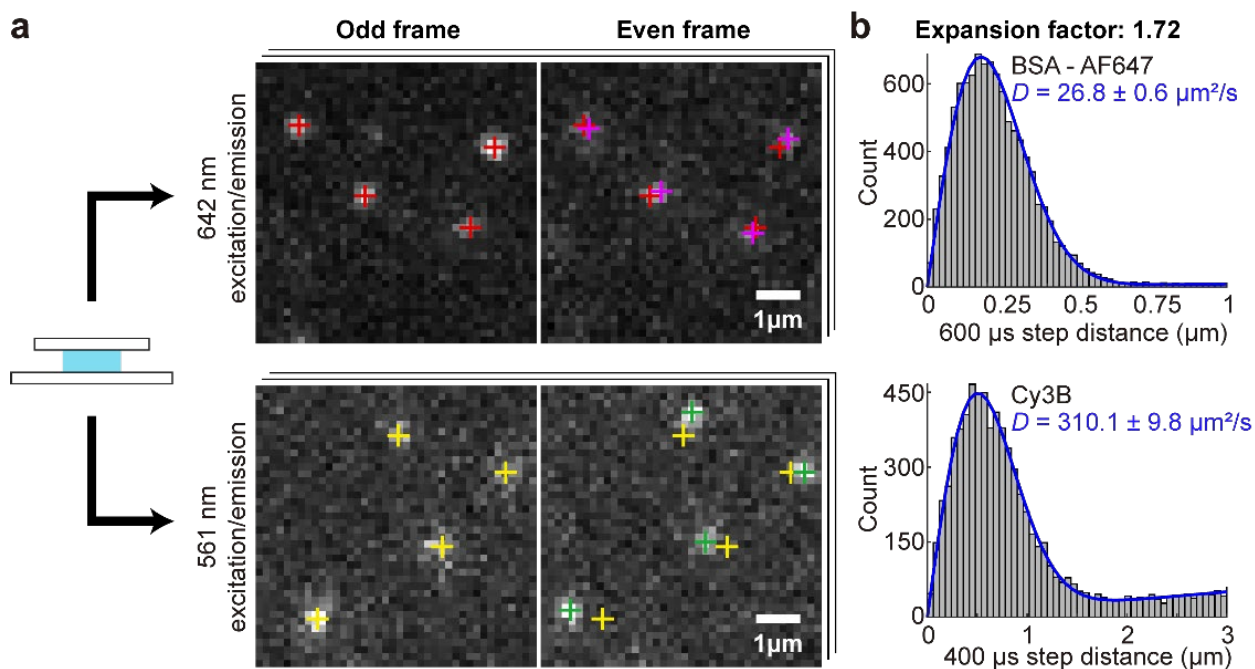 a
Odd frame
Even frame
642 nm
excitation/emission
1µm
561 nm
excitation/emission
1µm
b
Expansion factor: 1.72
BSA - AF647
D = 26.8 ± 0.6 µm²/s
Count
600
400
200
0
0 0.25 0.5 0.75 1
600 µs step distance (µm)
Cy3B
D = 310.1 ± 9.8 µm²/s
Count
450
300
150
0
0 1 2 3
400 µs step distance (µm)